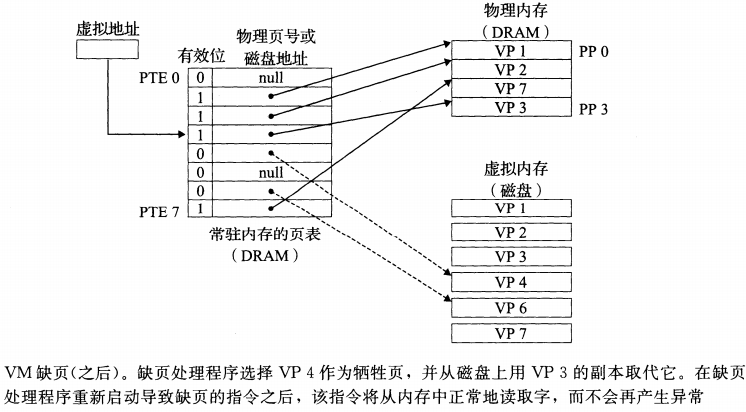 虚拟地址
物理页号或
磁盘地址
有效位
PTE 0
0
null
1
1
1
0
0
null
0
PTE 7
1
常驻内存的页表
(DRAM)
物理内存
(DRAM)
VP 1
PP 0
VP 2
VP 7
VP 3
PP 3
虚拟内存
(磁盘)
VP 1
VP 2
VP 3
VP 4
VP 6
VP 7
VM 缺页(之后)。缺页处理程序选择 VP 4 作为牺牲页,并从磁盘上用 VP 3 的副本取代它。在缺页
处理程序重新启动导致缺页的指令之后,该指令将从内存中正常地读取字,而不会再产生异常